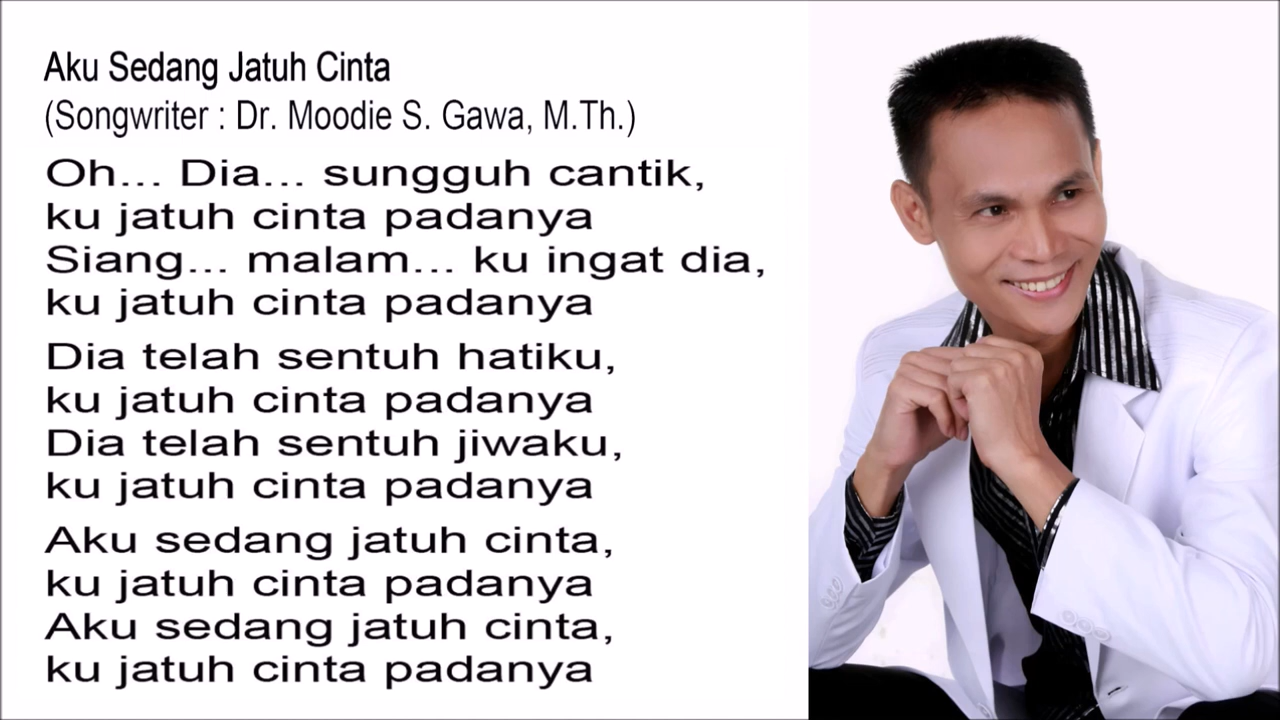 Aku Sedang Jatuh Cinta
(Songwriter : Dr. Moodie S. Gawa, M.Th.)
Oh... Dia... sungguh cantik,
ku jatuh cinta padanya
Siang... malam... ku ingat dia,
ku jatuh cinta padanya
Dia telah sentuh hatiku,
ku jatuh cinta padanya
Dia telah sentuh jiwaku,
ku jatuh cinta padanya
Aku sedang jatuh cinta,
ku jatuh cinta padanya
Aku sedang jatuh cinta,
ku jatuh cinta padanya